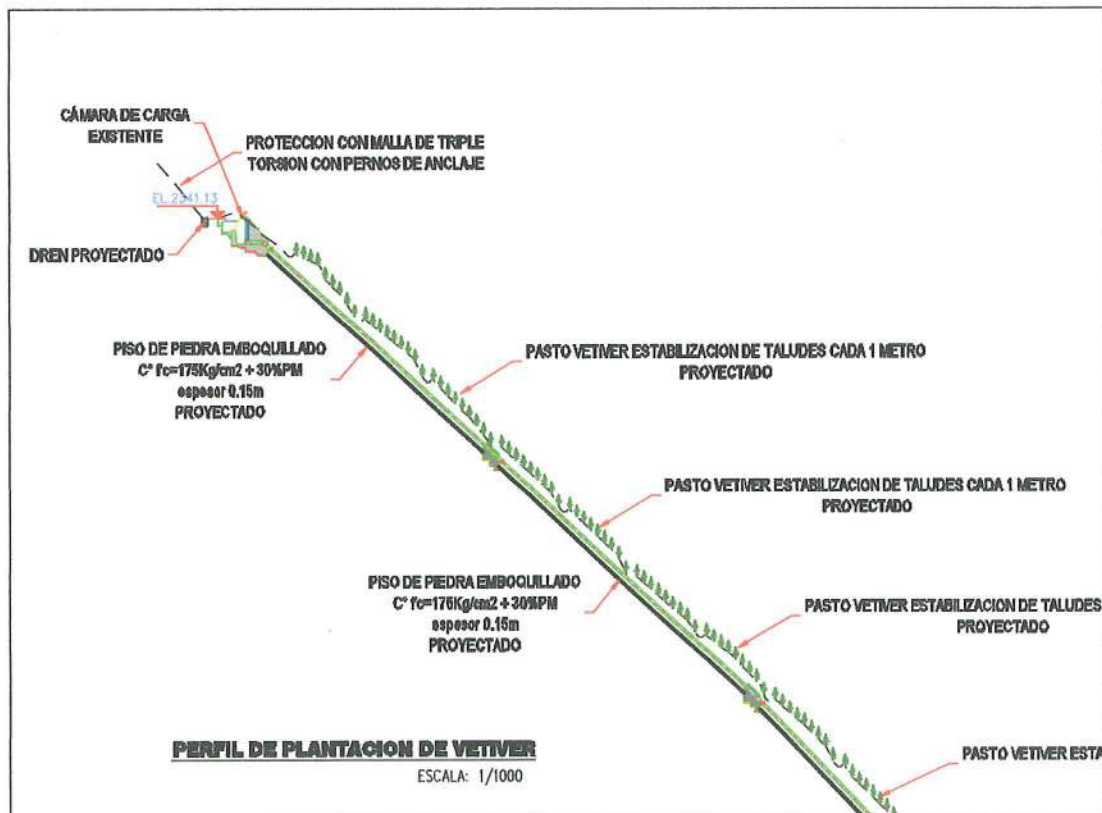 CÁMARA DE CARGA
EXISTENTE
PROTECCION CON MALLA DE TRIPLE
TORSION CON PERNOS DE ANCLAJE
EL.2341.13
DREN PROYECTADO
PISO DE PIEDRA EMBOQUILLADO
C° f'c=175Kg/cm2 + 30%PM
espesor 0.15m
PROYECTADO
PASTO VETIVER ESTABILIZACION DE TALUDES CADA 1 METRO
PROYECTADO
PASTO VETIVER ESTABILIZACION DE TALUDES CADA 1 METRO
PROYECTADO
PISO DE PIEDRA EMBOQUILLADO
C° f'c=175Kg/cm2 + 30%PM
espesor 0.15m
PROYECTADO
PASTO VETIVER ESTABILIZACION DE TALUDES
PROYECTADO
PASTO VETIVER ESTA
PERFIL DE PLANTACION DE VETIVER
ESCALA: 1/1000